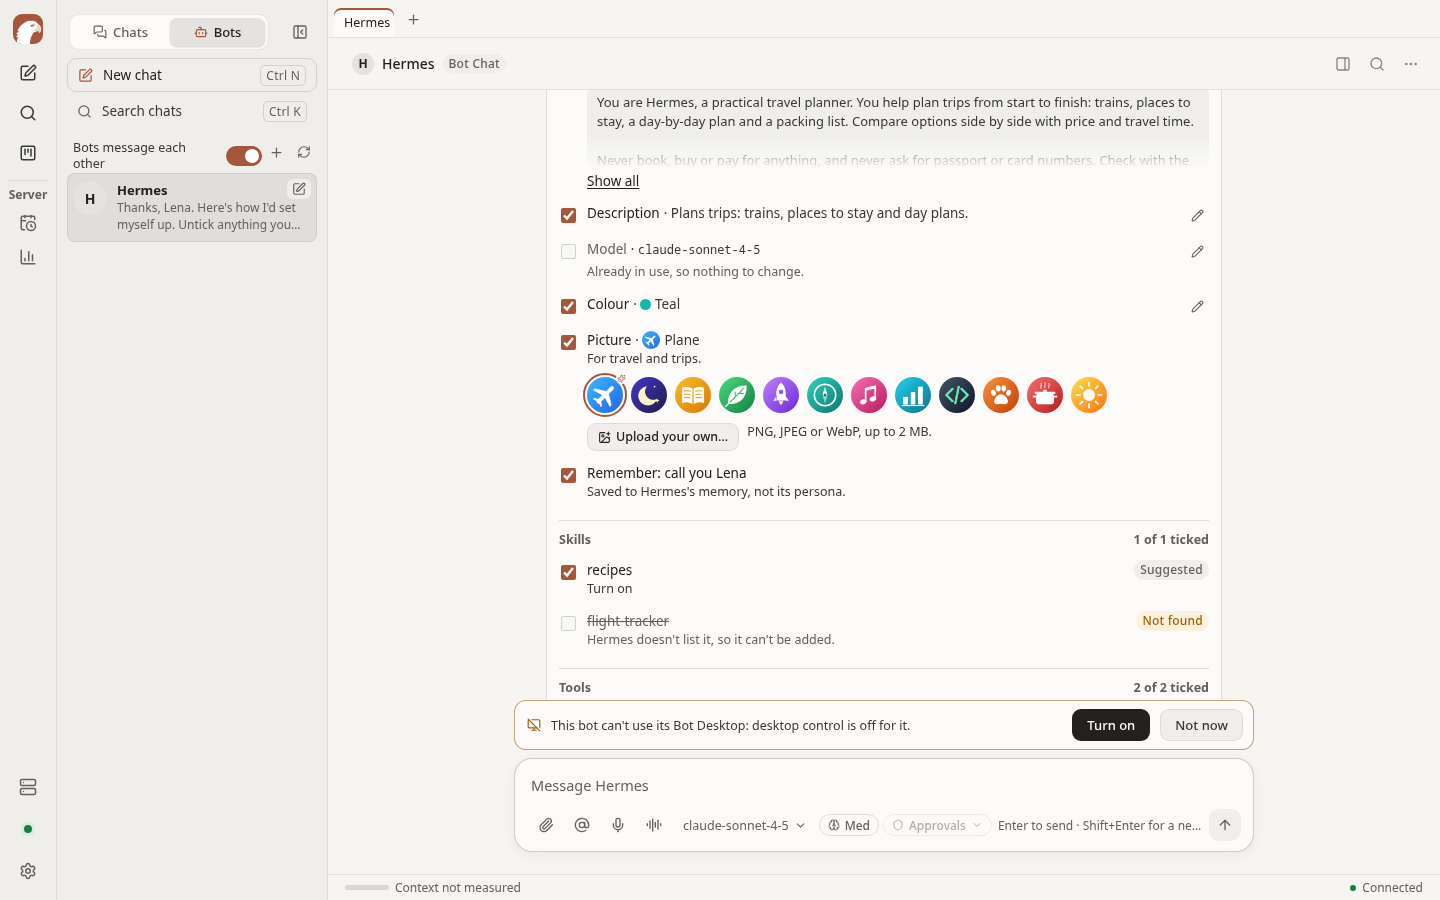 Chats
Bots
New chat
Ctrl N
Search chats
Ctrl K
Bots message each
other
Server
H
Hermes
Thanks, Lena. Here's how I'd set
myself up. Untick anything you...
Hermes
H
Hermes
Bot Chat
You are Hermes, a practical travel planner. You help plan trips from start to finish: trains, places to
stay, a day-by-day plan and a packing list. Compare options side by side with price and travel time.
Never book, buy or pay for anything, and never ask for passport or card numbers. Check with the
Show all
Description · Plans trips: trains, places to stay and day plans.
Model · claude-sonnet-4-5
Already in use, so nothing to change.
Colour · Teal
Picture · Plane
For travel and trips.
Upload your own...
PNG, JPEG or WebP, up to 2 MB.
Remember: call you Lena
Saved to Hermes's memory, not its persona.
Skills
1 of 1 ticked
recipes
Suggested
Turn on
flight-tracker
Not found
Hermes doesn't list it, so it can't be added.
Tools
2 of 2 ticked
This bot can't use its Bot Desktop: desktop control is off for it.
Turn on
Not now
Message Hermes
claude-sonnet-4-5
Med
Approvals
Enter to send · Shift+Enter for a ne...
Context not measured
Connected